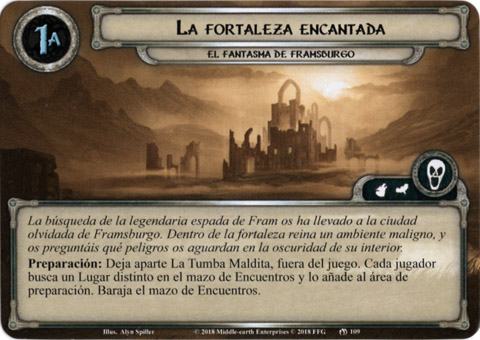 1A
La fortaleza encantada
El fantasma de Framsburgo
La búsqueda de la legendaria espada de Fram os ha llevado a la ciudad
olvidada de Framsburgo. Dentro de la fortaleza reina un ambiente maligno, y
os preguntáis qué peligros os aguardan en la oscuridad de su interior.
Preparación: Deja aparte La Tumba Maldita, fuera del juego. Cada jugador
busca un Lugar distinto en el mazo de Encuentros y lo añade al área de
preparación. Baraja el mazo de Encuentros.
Illus. Alyn Spiller © 2018 Middle-earth Enterprises © 2018 FFG 109